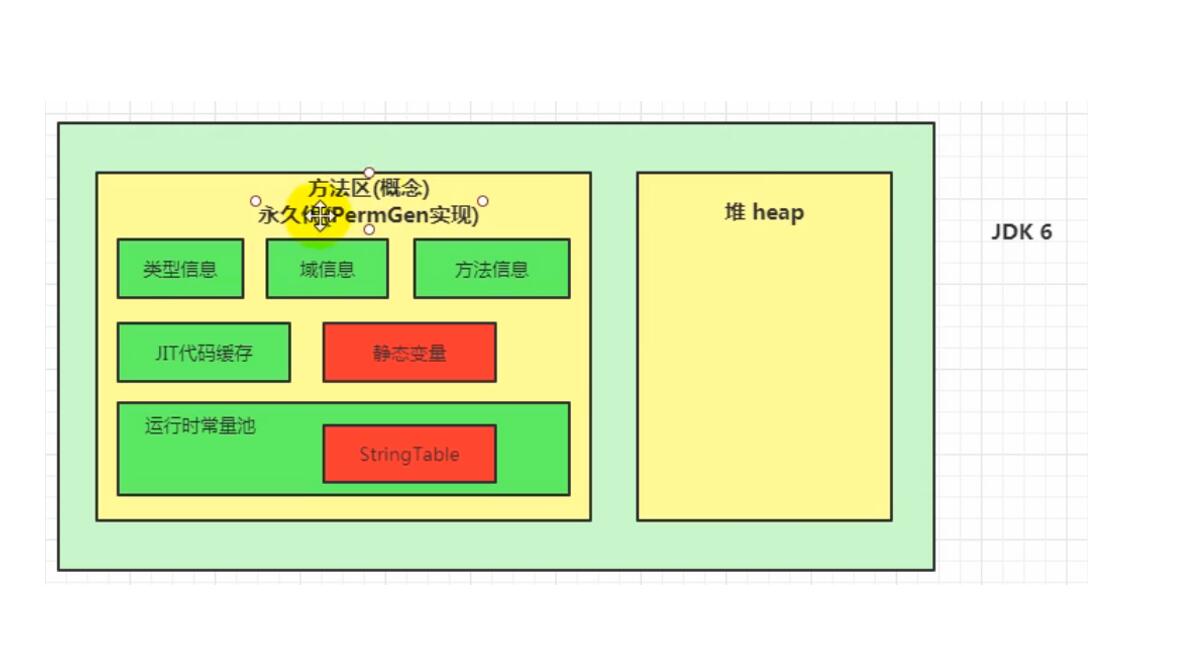 方法区(概念)
永久代(PermGen实现)
类型信息
域信息
方法信息
JIT代码缓存
静态变量
运行时常量池
StringTable
堆 heap
JDK 6